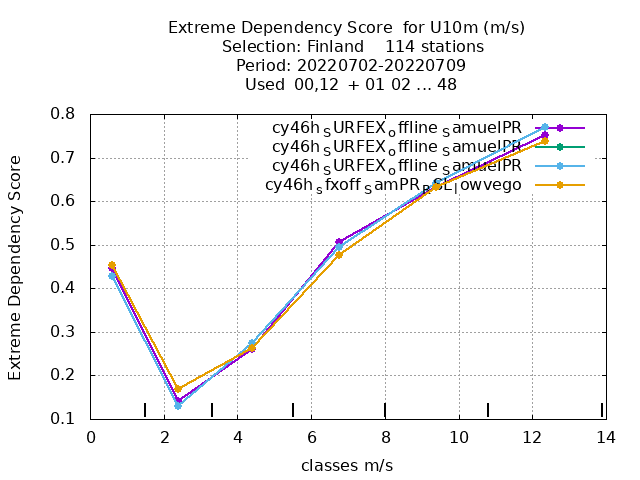 Extreme Dependency Score for U10m (m/s)
Selection: Finland 114 stations
Period: 20220702-20220709
Used 00,12 + 01 02 ... 48
Extreme Dependency Score
0.8
0.7
0.6
0.5
0.4
0.3
0.2
0.1
cy46h_SURFEX_offline_SamuelPR
cy46h_SURFEX_offline_SamuelPR
cy46h_SURFEX_offline_SamuelPR
cy46h_sfxoff_SamPR_RSL_lowvego
0 2 4 6 8 10 12 14
classes m/s